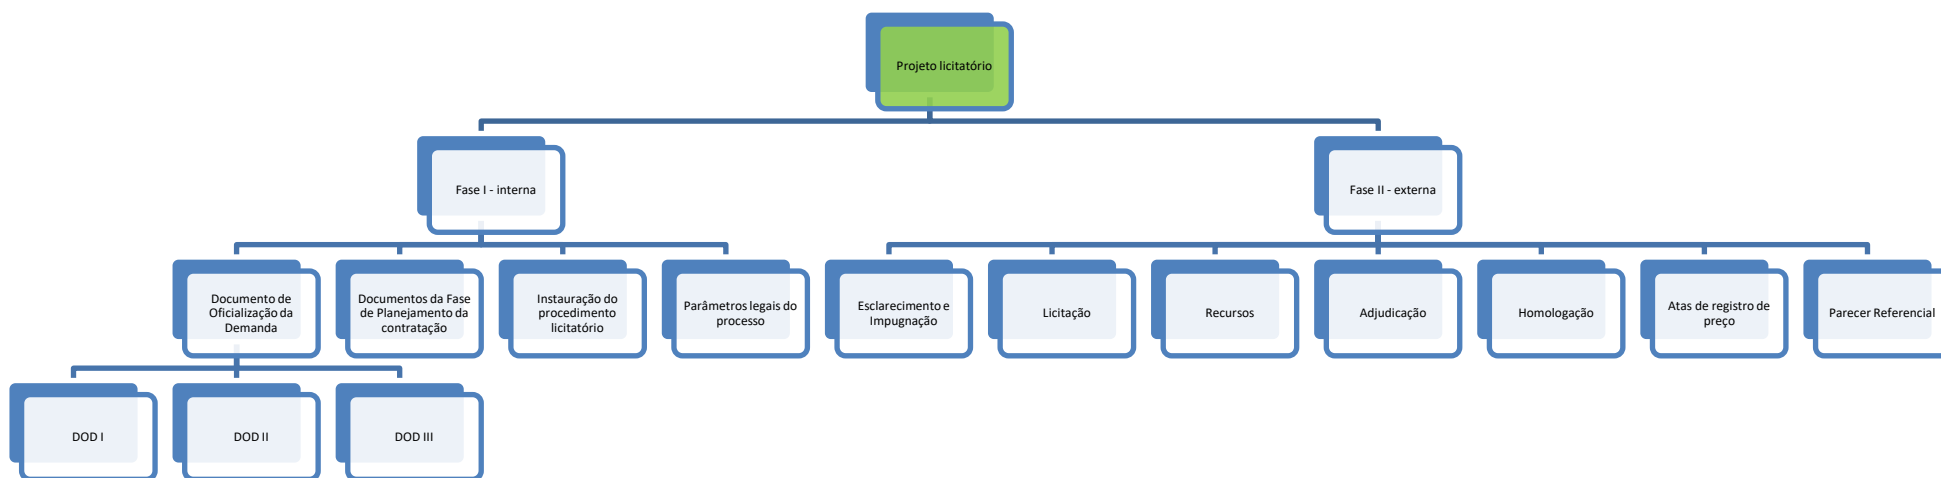 Projeto licitatório
Fase I - interna
Fase II - externa
Documento de
Oficialização da
Demanda
Documentos da Fase
de Planejamento da
contratação
Instauração do
procedimento
licitatório
Parâmetros legais do
processo
Esclarecimento e
Impugnação
Licitação
Recursos
Adjudicação
Homologação
Atas de registro de
preço
Parecer Referencial
DOD I
DOD II
DOD III